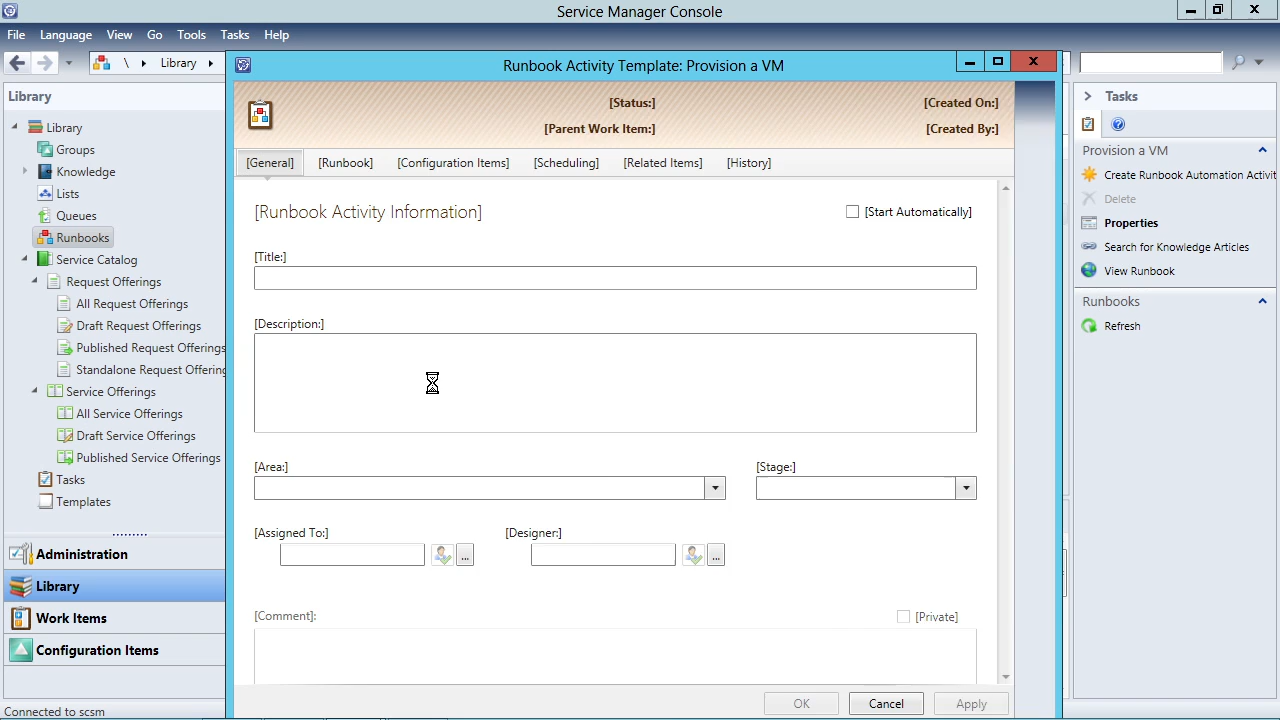 Service Manager Console
File Language View Go Tools Tasks Help
\ Library
Library
Library
Groups
Knowledge
Lists
Queues
Runbooks
Service Catalog
Request Offerings
All Request Offerings
Draft Request Offerings
Published Request Offerings
Standalone Request Offering
Service Offerings
All Service Offerings
Draft Service Offerings
Published Service Offerings
Tasks
Templates
Administration
Library
Work Items
Configuration Items
Connected to scsm
Runbook Activity Template: Provision a VM
[Status:] [Created On:]
[Parent Work Item:] [Created By:]
[General] [Runbook] [Configuration Items] [Scheduling] [Related Items] [History]
[Runbook Activity Information] [Start Automatically]
[Title:]
[Description:]
[Area:] [Stage:]
[Assigned To:] [Designer:]
... ...
[Comment]: [Private]
OK Cancel Apply
Tasks
Provision a VM
Create Runbook Automation Activit
Delete
Properties
Search for Knowledge Articles
View Runbook
Runbooks
Refresh